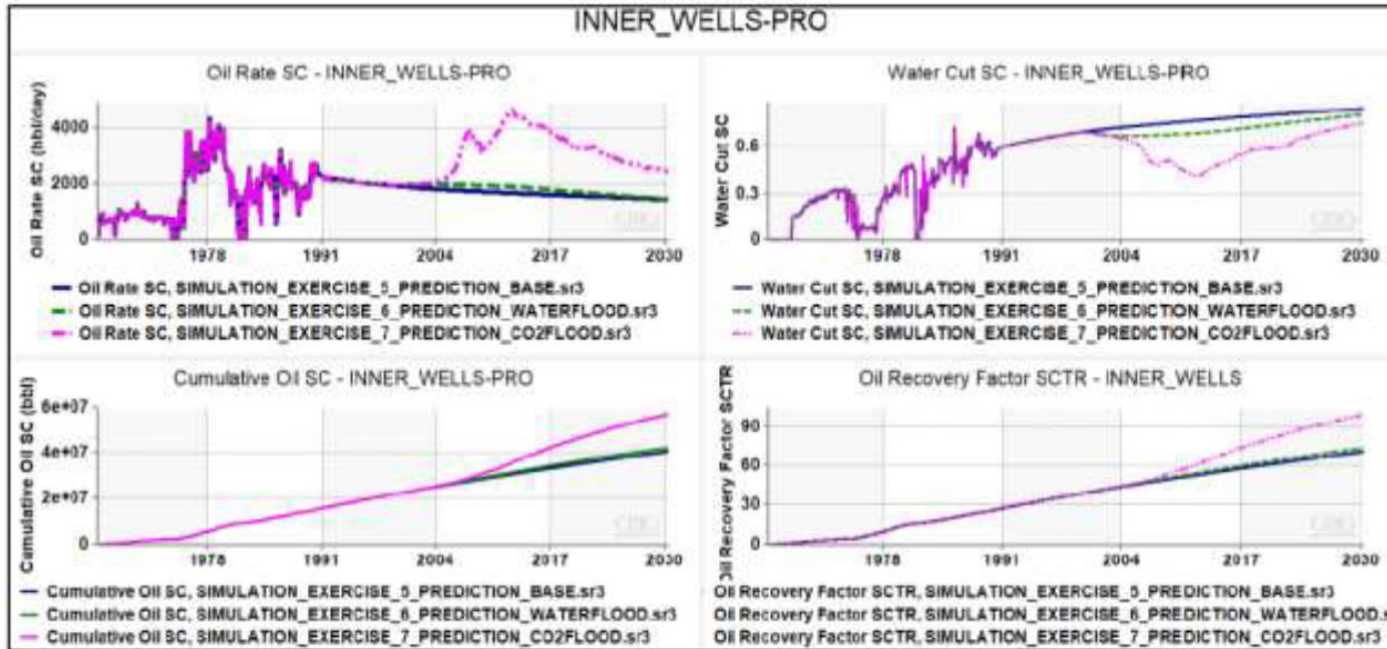 INNER_WELLS-PRO
Oil Rate SC - INNER_WELLS-PRO
Oil Rate SC (bbl/day)
4000
2000
0
1978
1991
2004
2017
2030
Oil Rate SC, SIMULATION_EXERCISE_5_PREDICTION_BASE.sr3
Oil Rate SC, SIMULATION_EXERCISE_6_PREDICTION_WATERFLOOD.sr3
Oil Rate SC, SIMULATION_EXERCISE_7_PREDICTION_CO2FLOOD.sr3
Water Cut SC - INNER_WELLS-PRO
Water Cut SC
0.6
0.3
0
1978
1991
2004
2017
2030
Water Cut SC, SIMULATION_EXERCISE_5_PREDICTION_BASE.sr3
Water Cut SC, SIMULATION_EXERCISE_6_PREDICTION_WATERFLOOD.sr3
Water Cut SC, SIMULATION_EXERCISE_7_PREDICTION_CO2FLOOD.sr3
Cumulative Oil SC - INNER_WELLS-PRO
Cumulative Oil SC (bbl)
6e+07
4e+07
2e+07
0
1978
1991
2004
2017
2030
Cumulative Oil SC, SIMULATION_EXERCISE_5_PREDICTION_BASE.sr3
Cumulative Oil SC, SIMULATION_EXERCISE_6_PREDICTION_WATERFLOOD.sr3
Cumulative Oil SC, SIMULATION_EXERCISE_7_PREDICTION_CO2FLOOD.sr3
Oil Recovery Factor SCTR - INNER_WELLS
Oil Recovery Factor SCTR
90
60
30
0
1978
1991
2004
2017
2030
Oil Recovery Factor SCTR, SIMULATION_EXERCISE_5_PREDICTION_BASE.sr3
Oil Recovery Factor SCTR, SIMULATION_EXERCISE_6_PREDICTION_WATERFLOOD.s
Oil Recovery Factor SCTR, SIMULATION_EXERCISE_7_PREDICTION_CO2FLOOD.sr3